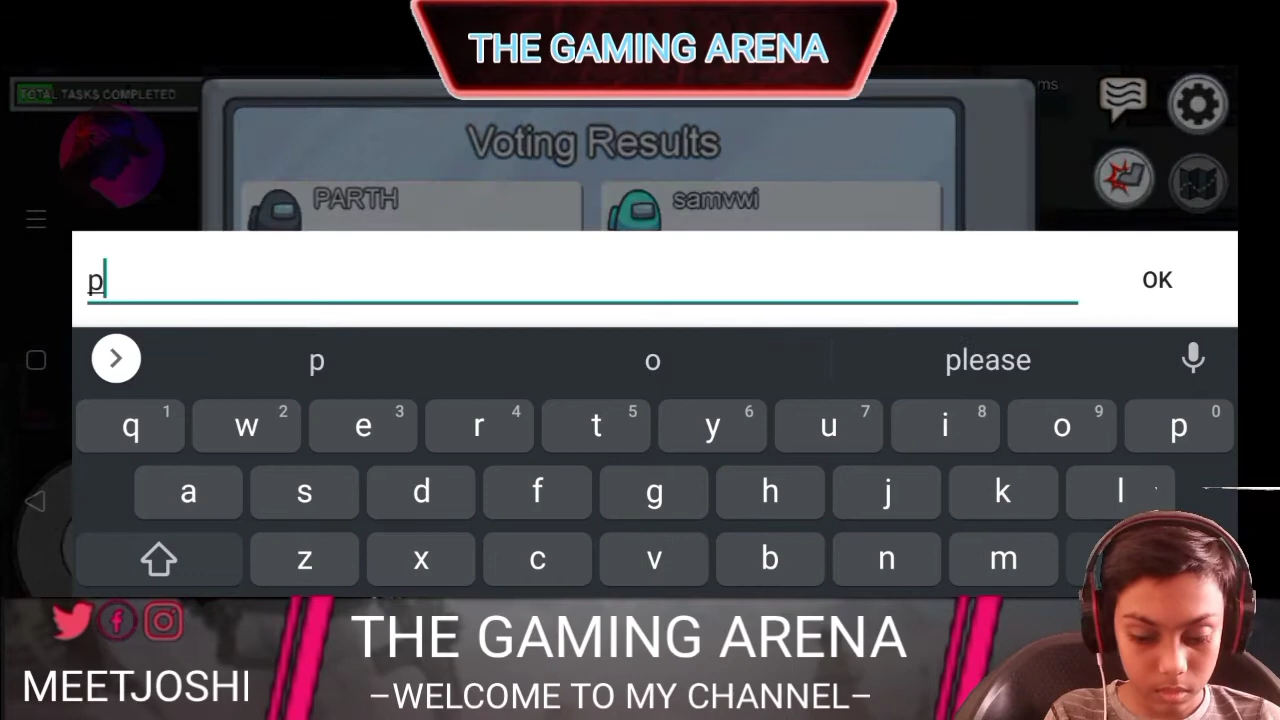 THE GAMING ARENA
TOTAL TASKS COMPLETED
ms
Voting Results
PARTH
samvwi
p
OK
p
o
please
q 1 w 2 e 3 r 4 t 5 y 6 u 7 i 8 o 9 p 0
a s d f g h j k l
z x c v b n m
THE GAMING ARENA
MEETJOSHI
–WELCOME TO MY CHANNEL–